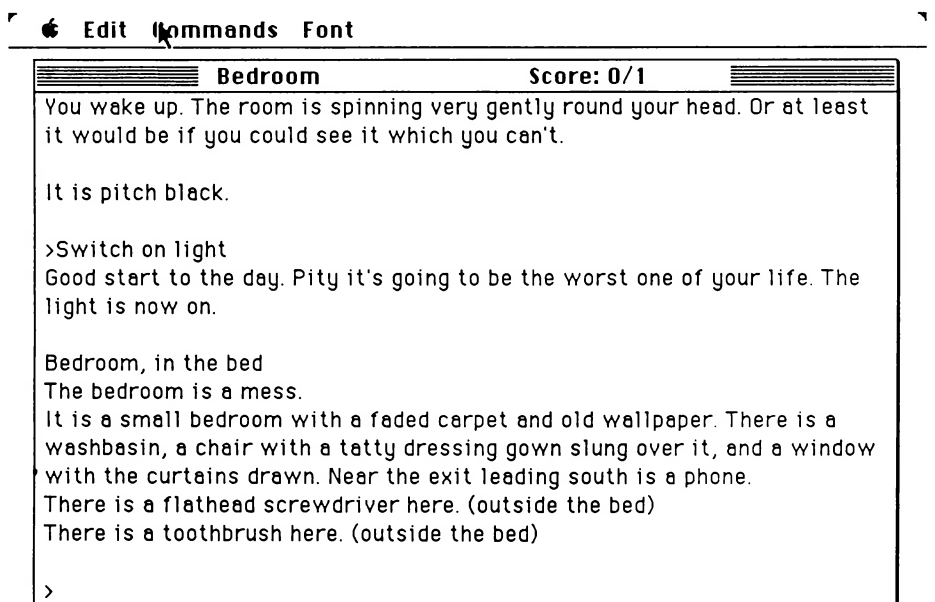 Edit Commands Font
Bedroom Score: 0/1
You wake up. The room is spinning very gently round your head. Or at least
it would be if you could see it which you can't.
It is pitch black.
>Switch on light
Good start to the day. Pity it's going to be the worst one of your life. The
light is now on.
Bedroom, in the bed
The bedroom is a mess.
It is a small bedroom with a faded carpet and old wallpaper. There is a
washbasin, a chair with a tatty dressing gown slung over it, and a window
with the curtains drawn. Near the exit leading south is a phone.
There is a flathead screwdriver here. (outside the bed)
There is a toothbrush here. (outside the bed)
>